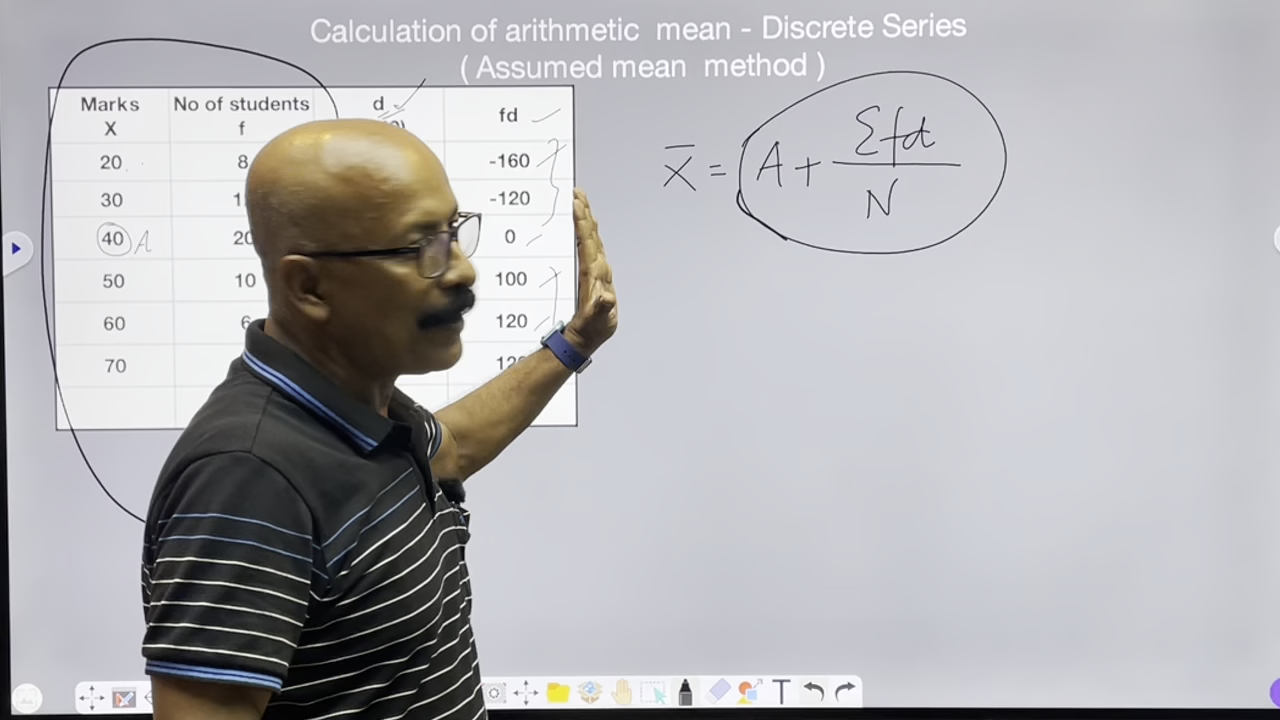 Calculation of arithmetic mean - Discrete Series
( Assumed mean method )
Marks No of students d fd
X f
20 8 -160
30 -120
40 A 20 0
50 10 100
60 6 120
70
X̄ = A + Σfd
N
T